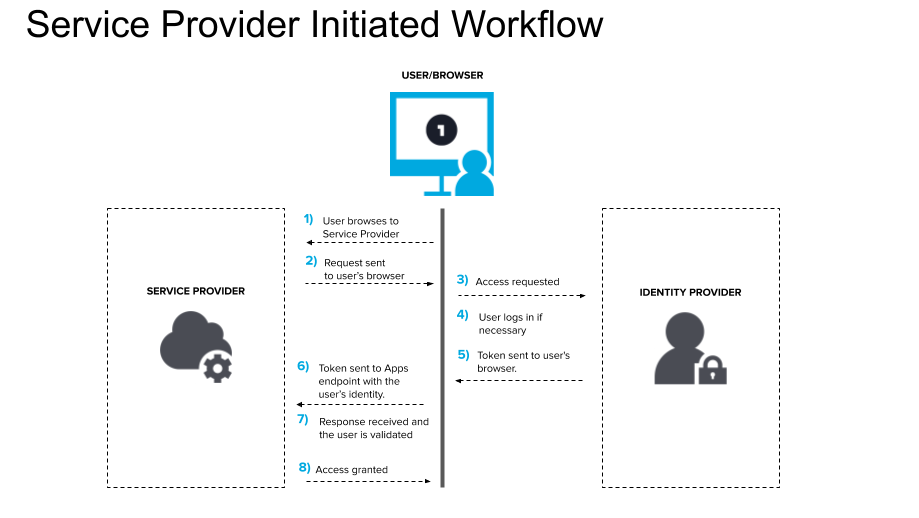 Service Provider Initiated Workflow
USER/BROWSER
1
1) User browses to
Service Provider
2) Request sent
to user's browser
3) Access requested
SERVICE PROVIDER
IDENTITY PROVIDER
4) User logs in if
necessary
5) Token sent to user's
browser.
6) Token sent to Apps
endpoint with the
user's identity.
7) Response received and
the user is validated
8) Access granted